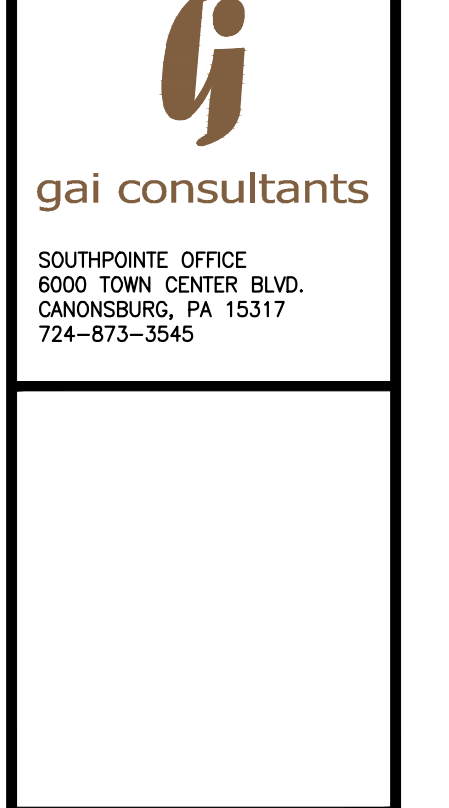 gai consultants
SOUTHPOINTE OFFICE
6000 TOWN CENTER BLVD.
CANONSBURG, PA 15317
724-873-3545